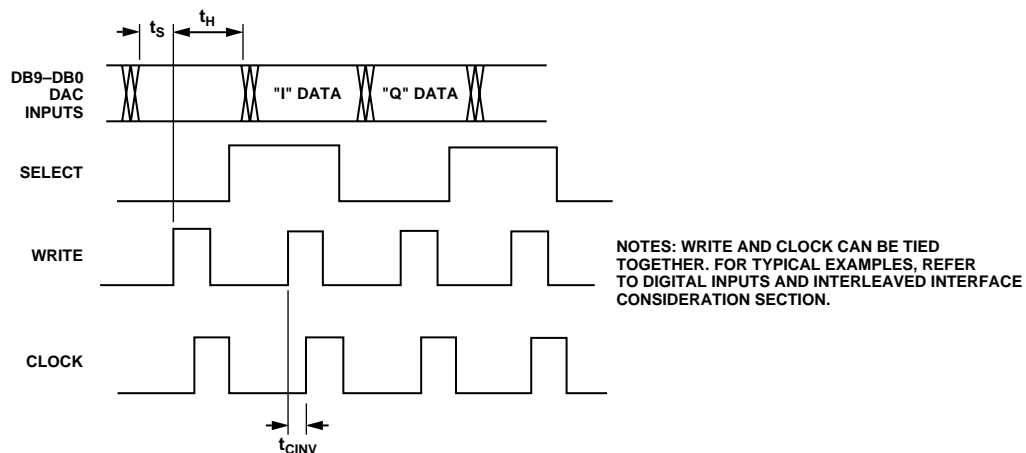 tS
tH
DB9–DB0
DAC
INPUTS
"I" DATA
"Q" DATA
SELECT
WRITE
NOTES: WRITE AND CLOCK CAN BE TIED
TOGETHER. FOR TYPICAL EXAMPLES, REFER
TO DIGITAL INPUTS AND INTERLEAVED INTERFACE
CONSIDERATION SECTION.
CLOCK
tCINV